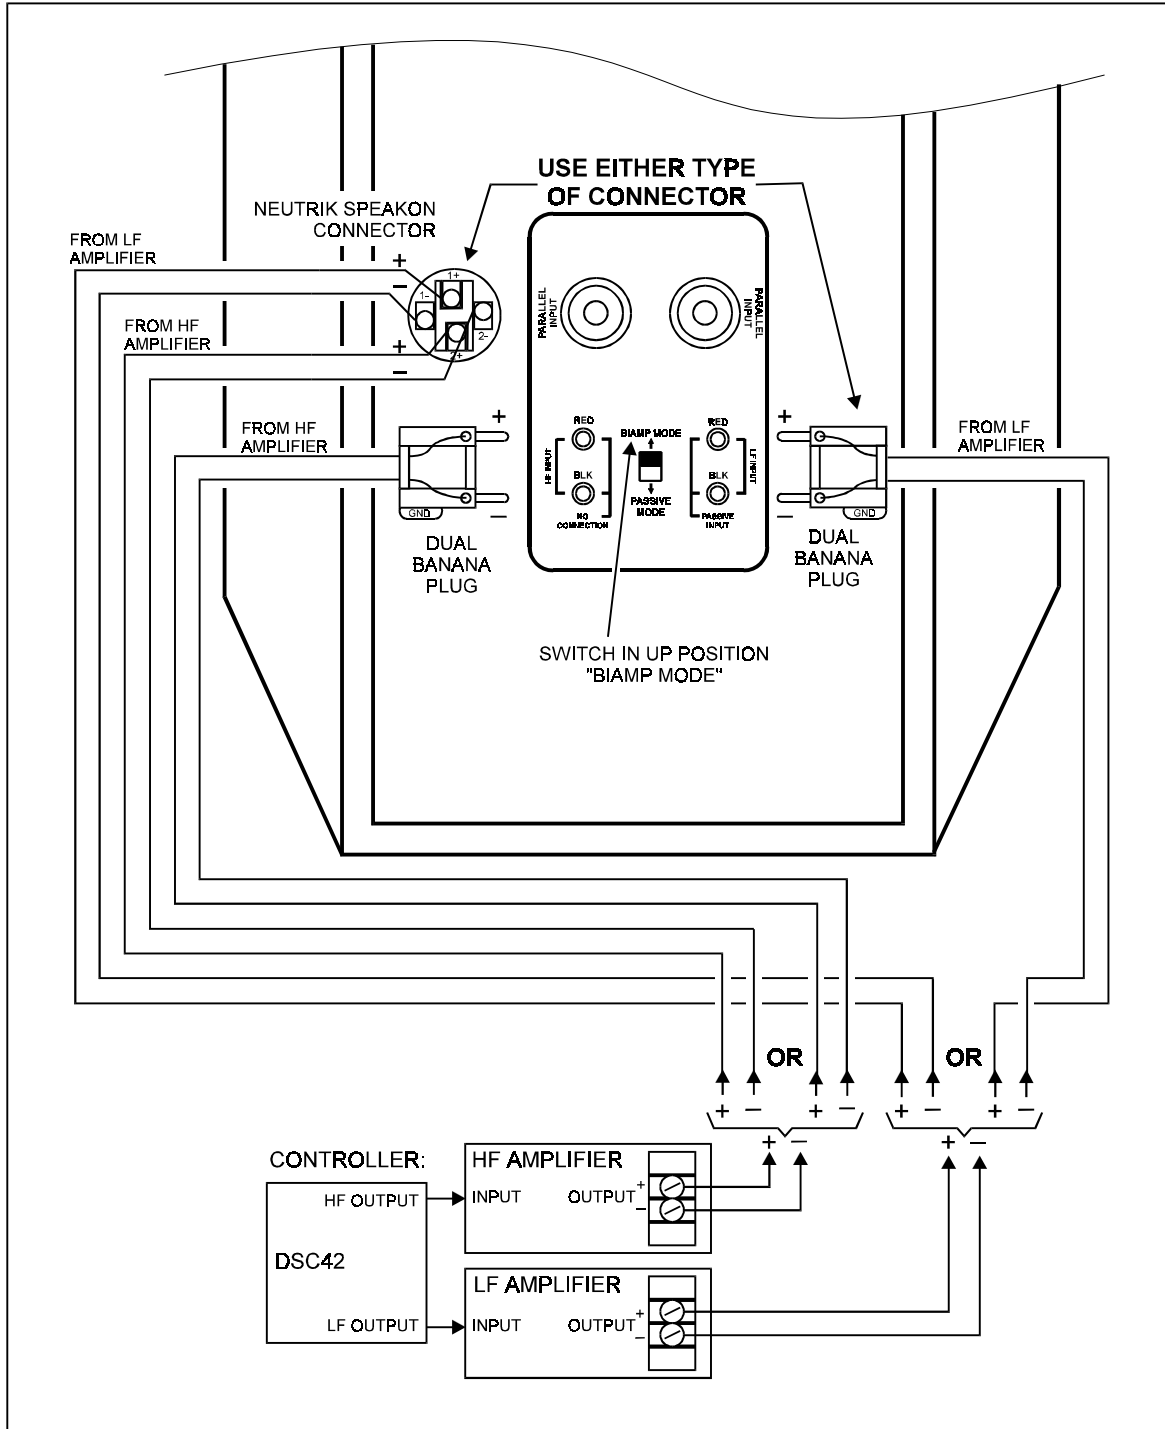 USE EITHER TYPE
OF CONNECTOR
NEUTRIK SPEAKON
CONNECTOR
FROM LF
AMPLIFIER
+
−
1+
1-
2-
2+
FROM HF
AMPLIFIER
+
−
PARALLEL
INPUT
PARALLEL
INPUT
FROM HF
AMPLIFIER
+
−
GND
DUAL
BANANA
PLUG
RED
BLK
HF INPUT
NO
CONNECTION
BIAMP MODE
PASSIVE
MODE
RED
BLK
LF INPUT
PASSIVE
INPUT
+
−
GND
DUAL
BANANA
PLUG
FROM LF
AMPLIFIER
SWITCH IN UP POSITION
"BIAMP MODE"
OR
OR
+ − + −
+ − + −
+ −
+ −
CONTROLLER:
HF OUTPUT
DSC42
LF OUTPUT
HF AMPLIFIER
INPUT
OUTPUT
+
−
LF AMPLIFIER
INPUT
OUTPUT
+
−